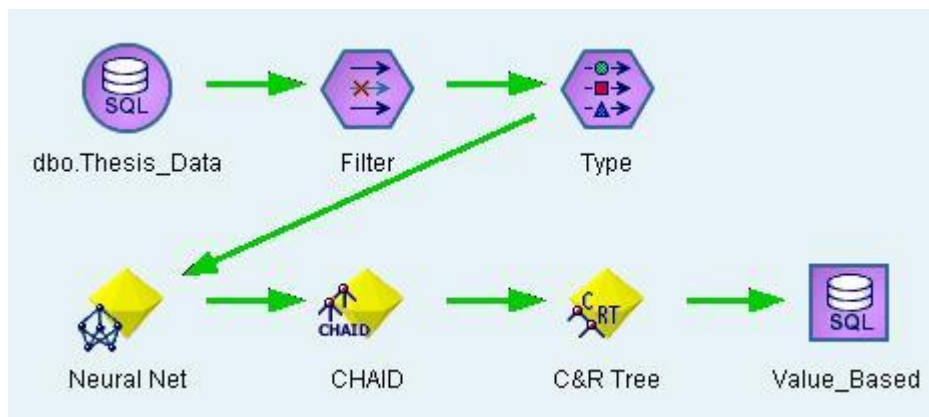 SQL
dbo.Thesis_Data
Filter
Type
Neural Net
CHAID
CHAID
C RT
C&R Tree
SQL
Value_Based